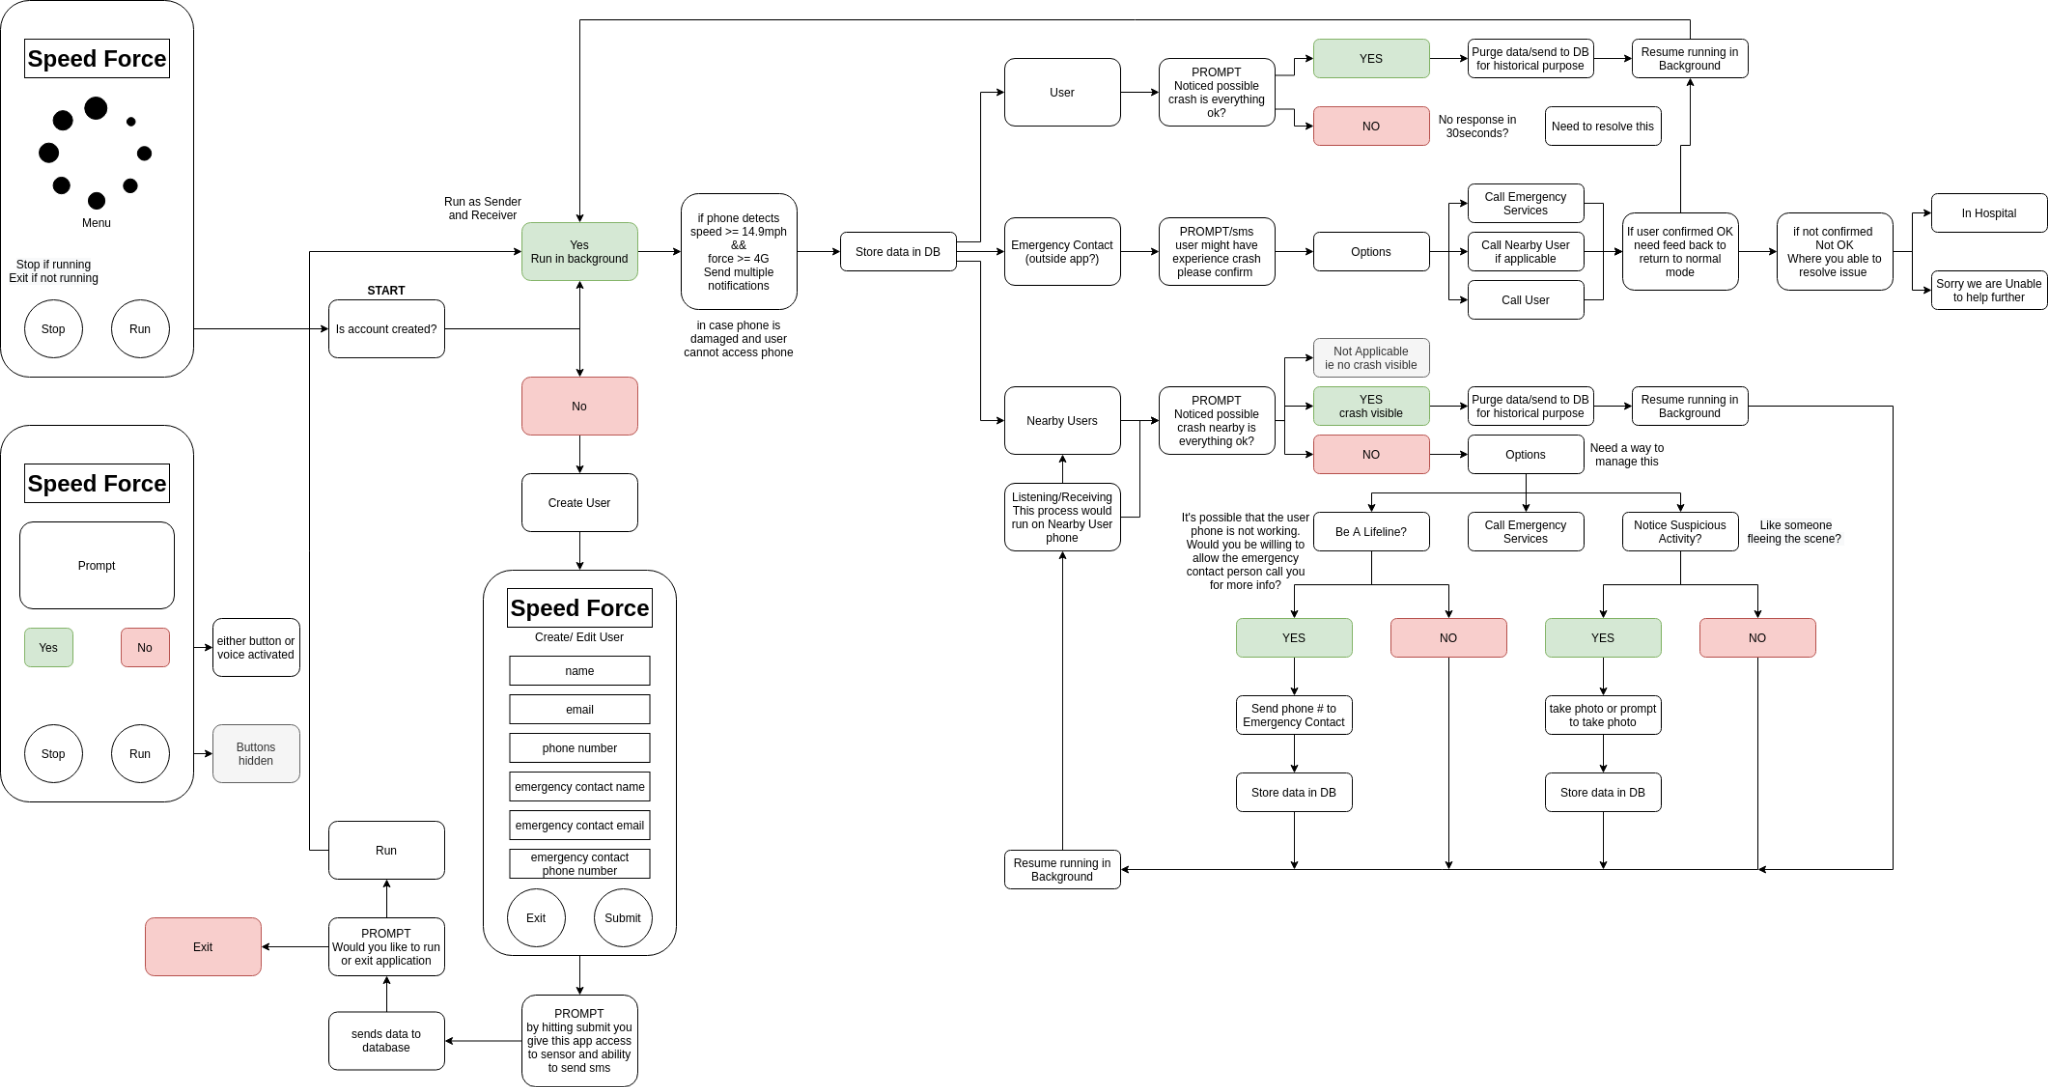 Speed Force
Menu
Stop if running
Exit if not running
Stop
Run
Speed Force
Prompt
Yes
No
Stop
Run
either button or
voice activated
Buttons
hidden
START
Is account created?
Run as Sender
and Receiver
Yes
Run in background
No
Create User
Speed Force
Create/ Edit User
name
email
phone number
emergency contact name
emergency contact email
emergency contact
phone number
Exit
Submit
PROMPT
by hitting submit you
give this app access
to sensor and ability
to send sms
sends data to
database
PROMPT
Would you like to run
or exit application
Exit
Run
if phone detects
speed >= 14.9mph
&&
force >= 4G
Send multiple
notifications
in case phone is
damaged and user
cannot access phone
Store data in DB
User
PROMPT
Noticed possible
crash is everything
ok?
YES
Purge data/send to DB
for historical purpose
Resume running in
Background
NO
No response in
30seconds?
Need to resolve this
Emergency Contact
(outside app?)
PROMPT/sms
user might have
experience crash
please confirm
Options
Call Emergency
Services
Call Nearby User
if applicable
Call User
If user confirmed OK
need feed back to
return to normal
mode
if not confirmed
Not OK
Where you able to
resolve issue
In Hospital
Sorry we are Unable
to help further
Nearby Users
PROMPT
Noticed possible
crash nearby is
everything ok?
Not Applicable
ie no crash visible
YES
crash visible
Purge data/send to DB
for historical purpose
Resume running in
Background
NO
Options
Need a way to
manage this
Listening/Receiving
This process would
run on Nearby User
phone
It's possible that the user
phone is not working.
Would you be willing to
allow the emergency
contact person call you
for more info?
Be A Lifeline?
Call Emergency
Services
Notice Suspicious
Activity?
Like someone
fleeing the scene?
YES
NO
YES
NO
Send phone # to
Emergency Contact
take photo or prompt
to take photo
Store data in DB
Store data in DB
Resume running in
Background